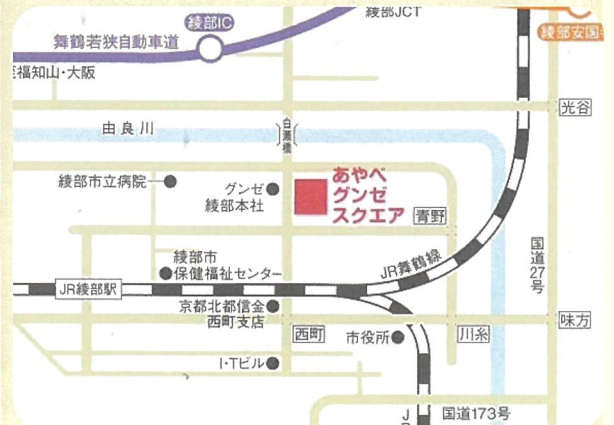 綾部JCT
綾部IC
舞鶴若狭自動車道
綾部安国
福知山・大阪
光谷
由良川
白瀬橋
綾部市立病院
グンゼ
綾部本社
あやべ
グンゼ
スクエア
青野
綾部市
保健福祉センター
JR舞鶴線
国道27号
JR綾部駅
京都北都信金
西町支店
西町
市役所
川糸
味方
I・Tビル
国道173号